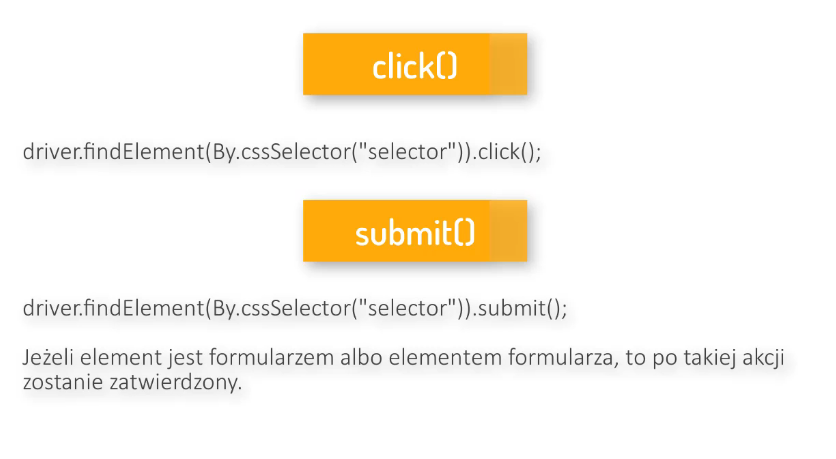 click()
driver.findElement(By.cssSelector("selector")).click();
submit()
driver.findElement(By.cssSelector("selector")).submit();
Jeżeli element jest formularzem albo elementem formularza, to po takiej akcji
zostanie zatwierdzony.